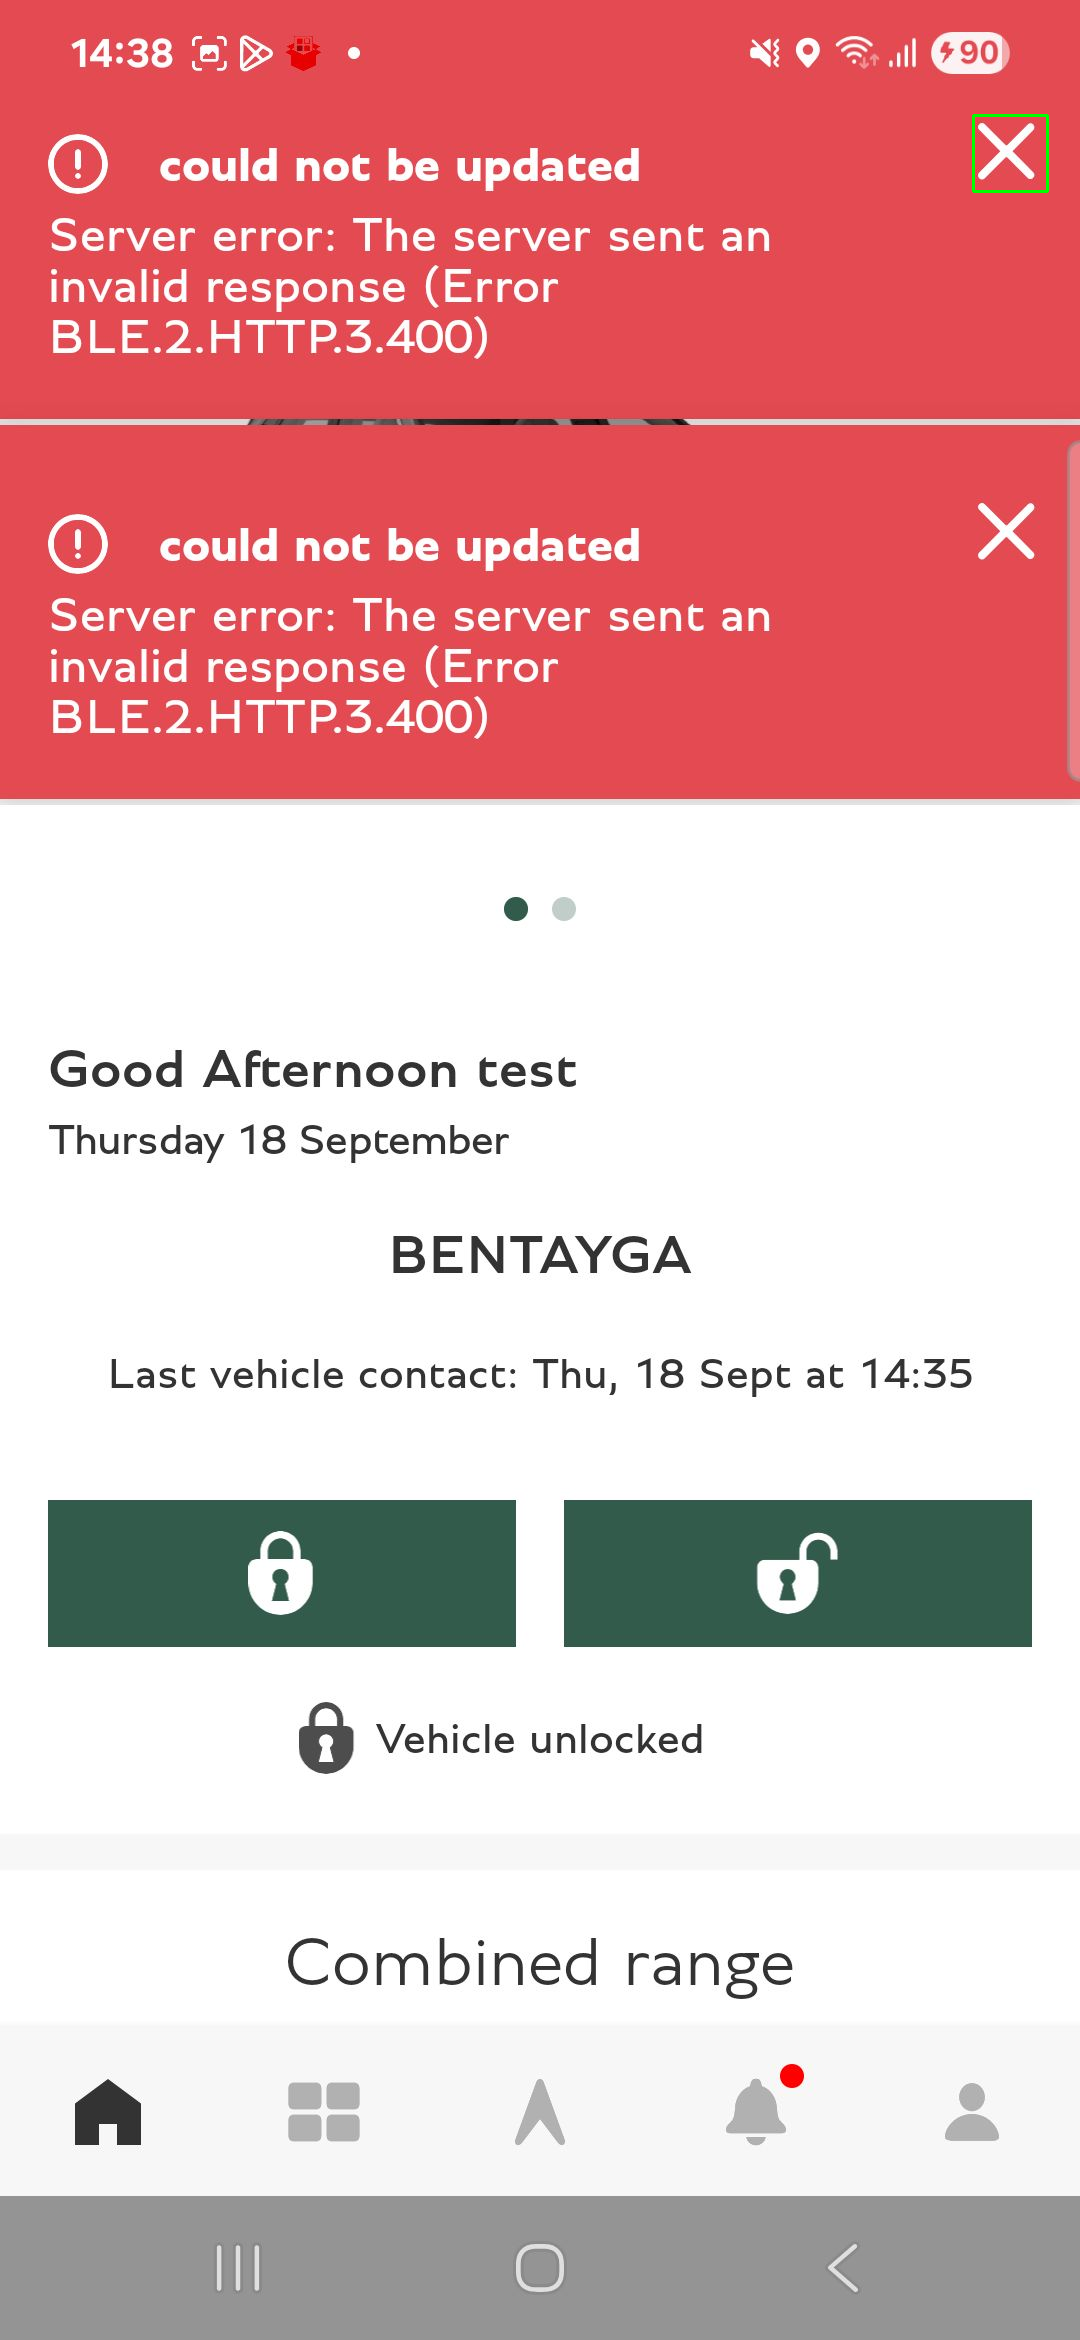 14:38
90
could not be updated
Server error: The server sent an
invalid response (Error
BLE.2.HTTP.3.400)
could not be updated
Server error: The server sent an
invalid response (Error
BLE.2.HTTP.3.400)
Good Afternoon test
Thursday 18 September
BENTAYGA
Last vehicle contact: Thu, 18 Sept at 14:35
Vehicle unlocked
Combined range